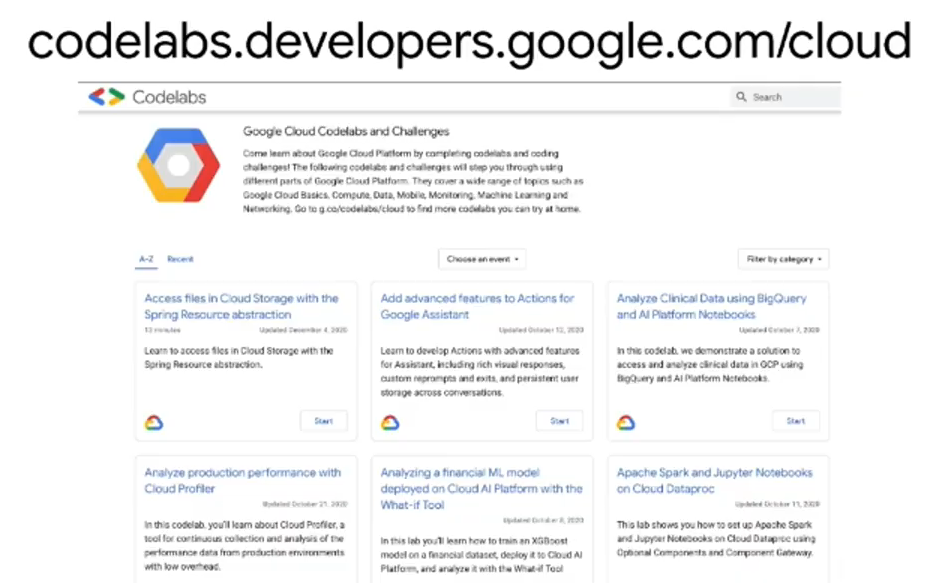 codelabs.developers.google.com/cloud
Codelabs
Search
Google Cloud Codelabs and Challenges
Come learn about Google Cloud Platform by completing codelabs and coding
challenges! The following codelabs and challenges will step you through using
different parts of Google Cloud Platform. They cover a wide range of topics such as
Google Cloud Basics, Compute, Data, Mobile, Monitoring, Machine Learning and
Networking. Go to g.co/codelabs/cloud to find more codelabs you can try at home.
A-Z Recent
Choose an event
Filter by category
Access files in Cloud Storage with the
Spring Resource abstraction
13 minutes Updated December 4, 2020
Learn to access files in Cloud Storage with the
Spring Resource abstraction.
Start
Add advanced features to Actions for
Google Assistant
Updated October 12, 2020
Learn to develop Actions with advanced features
for Assistant, including rich visual responses,
custom reprompts and exits, and persistent user
storage across conversations.
Start
Analyze Clinical Data using BigQuery
and AI Platform Notebooks
Updated October 7, 2020
In this codelab, we demonstrate a solution to
access and analyze clinical data in GCP using
BigQuery and AI Platform Notebooks.
Start
Analyze production performance with
Cloud Profiler
Updated October 21, 2020
In this codelab, you'll learn about Cloud Profiler, a
tool for continuous collection and analysis of the
performance data from production environments
with low overhead.
Analyzing a financial ML model
deployed on Cloud AI Platform with the
What-if Tool
Updated October 8, 2020
In this lab you'll learn how to train an XGBoost
model on a financial dataset, deploy it to Cloud AI
Platform, and analyze it with the What-if Tool
Apache Spark and Jupyter Notebooks
on Cloud Dataproc
Updated October 11, 2020
This lab shows you how to set up Apache Spark
and Jupyter Notebooks on Cloud Dataproc using
Optional Components and Component Gateway.